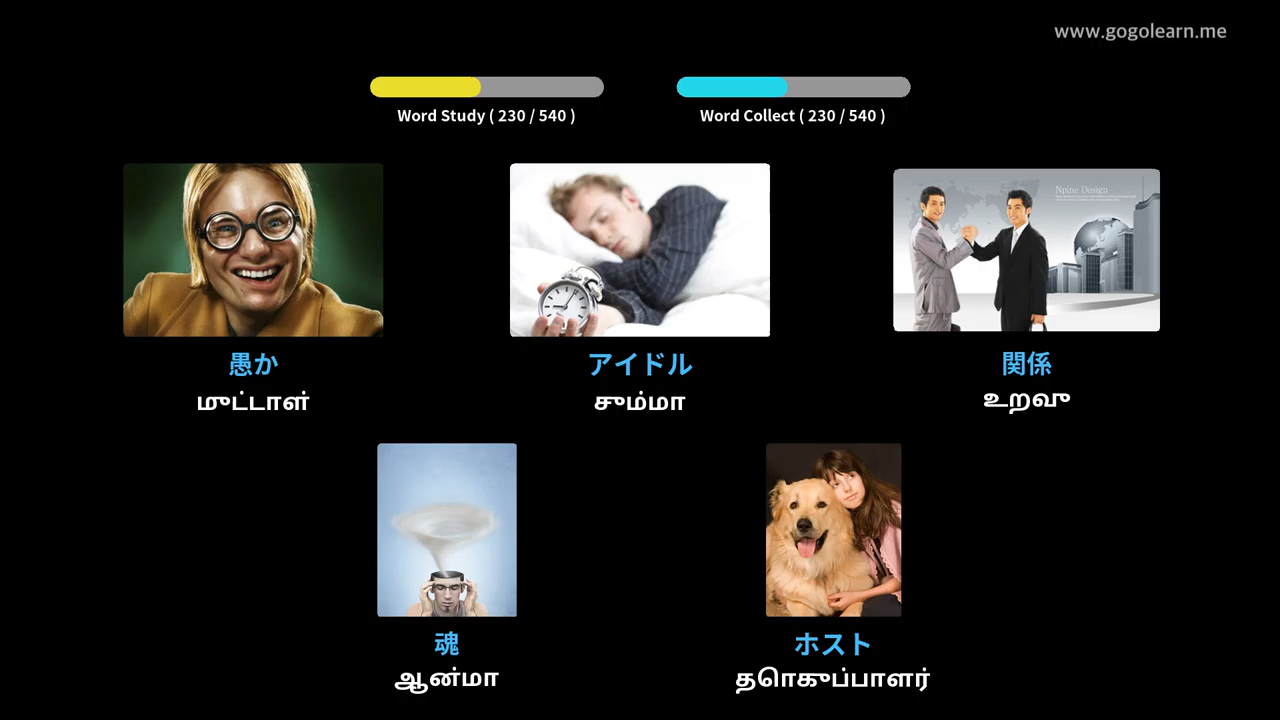 www.gogolearn.me
Word Study ( 230 / 540 )
Word Collect ( 230 / 540 )
Npine Design
愚か
アイドル
関係
முட்டாள்
சும்மா
உறவு
魂
ホスト
ஆன்மா
தொகுப்பாளர்